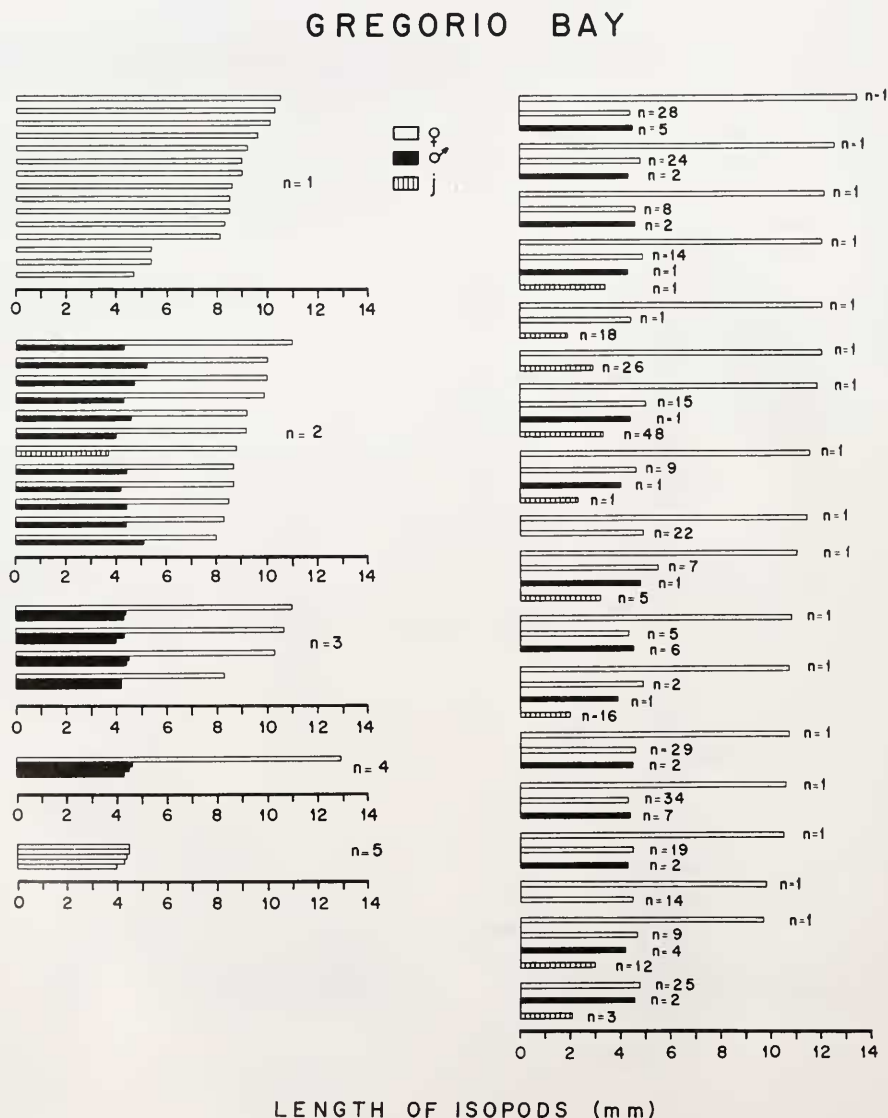 GREGORIO BAY
♀
♂
j
n=1
0 2 4 6 8 10 12 14
n=2
0 2 4 6 8 10 12 14
n=3
0 2 4 6 8 10 12 14
n=4
0 2 4 6 8 10 12 14
n=5
0 2 4 6 8 10 12 14
n=1
n=28
n=5
n=1
n=24
n=2
n=1
n=8
n=2
n=1
n=14
n=1
n=1
n=1
n=1
n=18
n=1
n=26
n=1
n=15
n=1
n=48
n=1
n=9
n=1
n=1
n=1
n=22
n=1
n=7
n=1
n=5
n=1
n=5
n=6
n=1
n=2
n=1
n=16
n=1
n=29
n=2
n=1
n=34
n=7
n=1
n=19
n=2
n=1
n=14
n=1
n=9
n=4
n=12
n=25
n=2
n=3
0 2 4 6 8 10 12 14
LENGTH OF ISOPODS (mm)